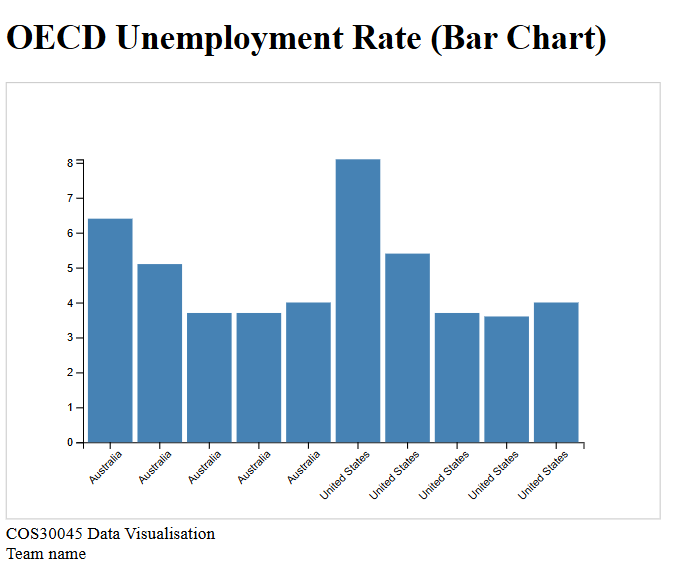 OECD Unemployment Rate (Bar Chart)
8
7
6
5
4
3
2
1
0
Australia
Australia
Australia
Australia
Australia
United States
United States
United States
United States
United States
COS30045 Data Visualisation
Team name